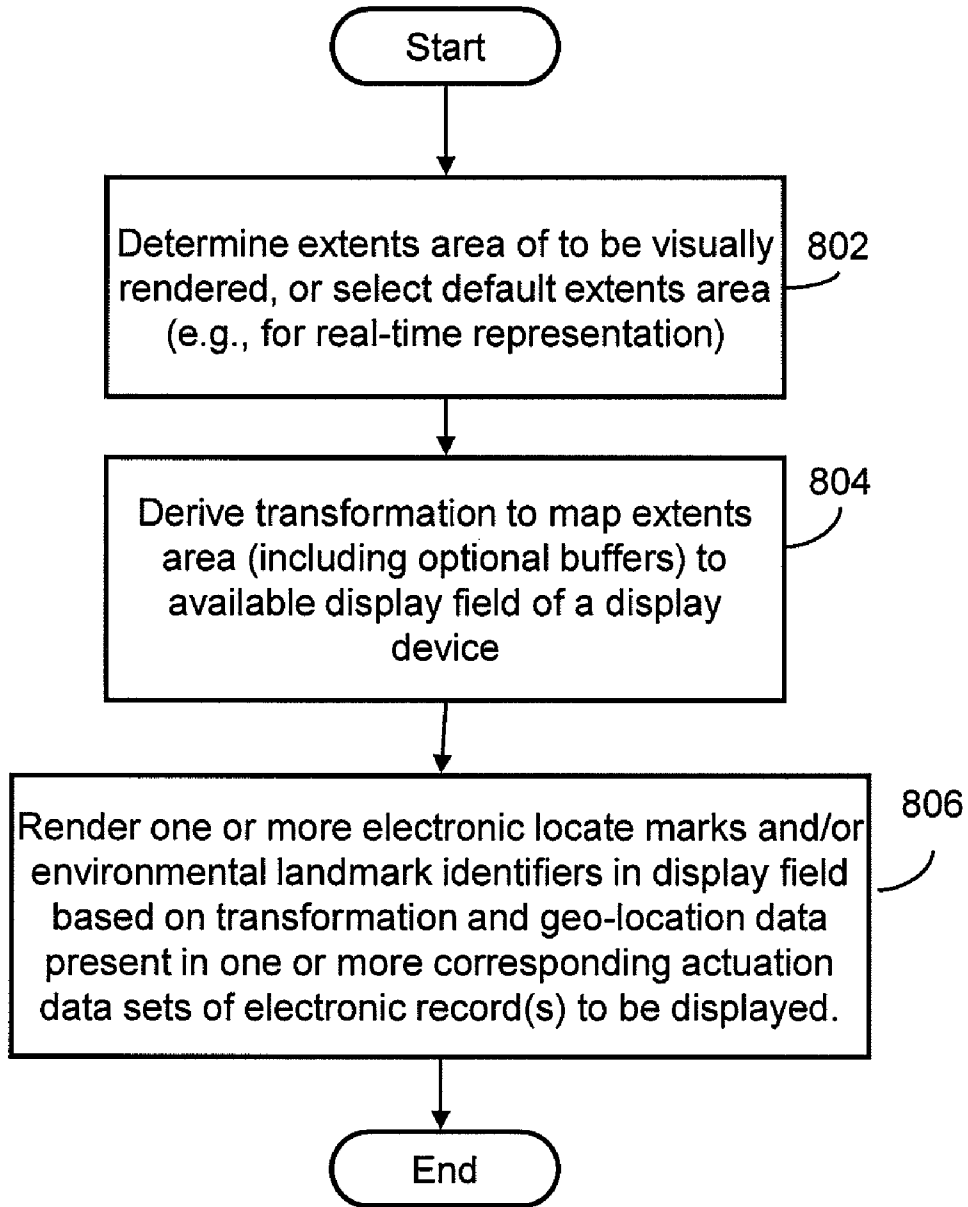 Start
Determine extents area of to be visually
rendered, or select default extents area
(e.g., for real-time representation)
802
Derive transformation to map extents
area (including optional buffers) to
available display field of a display
device
804
Render one or more electronic locate marks and/or
environmental landmark identifiers in display field
based on transformation and geo-location data
present in one or more corresponding actuation
data sets of electronic record(s) to be displayed.
806
End